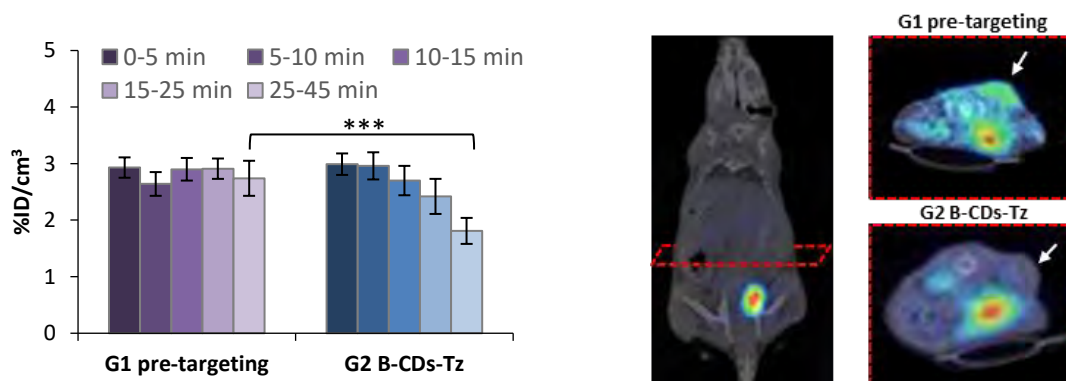 5
4
3
2
1
0
%ID/cm³
0-5 min
5-10 min
10-15 min
15-25 min
25-45 min
***
G1 pre-targeting
G2 B-CDs-Tz
G1 pre-targeting
G2 B-CDs-Tz